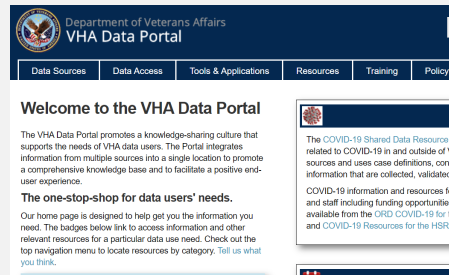 Department of Veterans Affairs
VHA Data Portal
Data Sources
Data Access
Tools & Applications
Resources
Training
Policy
Welcome to the VHA Data Portal
The VHA Data Portal promotes a knowledge-sharing culture that
supports the needs of VHA data users. The Portal integrates
information from multiple sources into a single location to promote
a comprehensive knowledge base and to facilitate a positive end-
user experience.
The one-stop-shop for data users' needs.
Our home page is designed to help get you the information you
need. The badges below link to access information and other
relevant resources for a particular data use need. Check out the
top navigation menu to locate resources by category. Tell us what
you think.
The COVID-19 Shared Data Resource
related to COVID-19 in and outside of
sources and uses case definitions, con
information that are collected, validated
COVID-19 information and resources f
and staff including funding opportunities
available from the ORD COVID-19 for
and COVID-19 Resources for the HSR